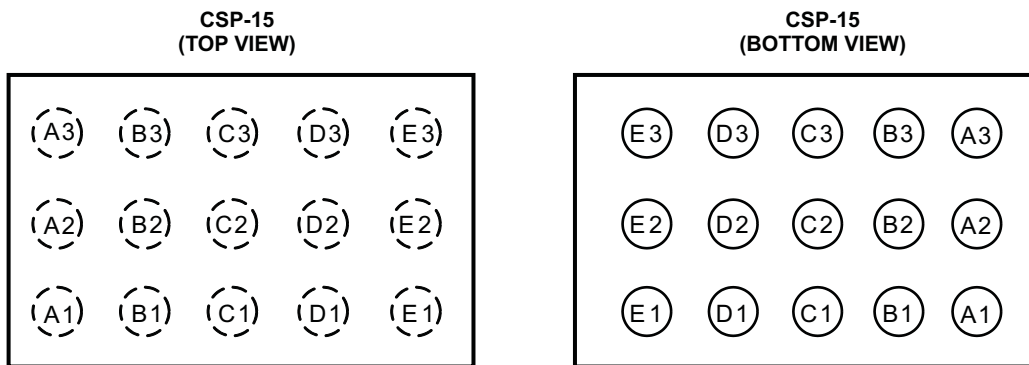 CSP-15
(TOP VIEW)
A3 B3 C3 D3 E3
A2 B2 C2 D2 E2
A1 B1 C1 D1 E1
CSP-15
(BOTTOM VIEW)
E3 D3 C3 B3 A3
E2 D2 C2 B2 A2
E1 D1 C1 B1 A1